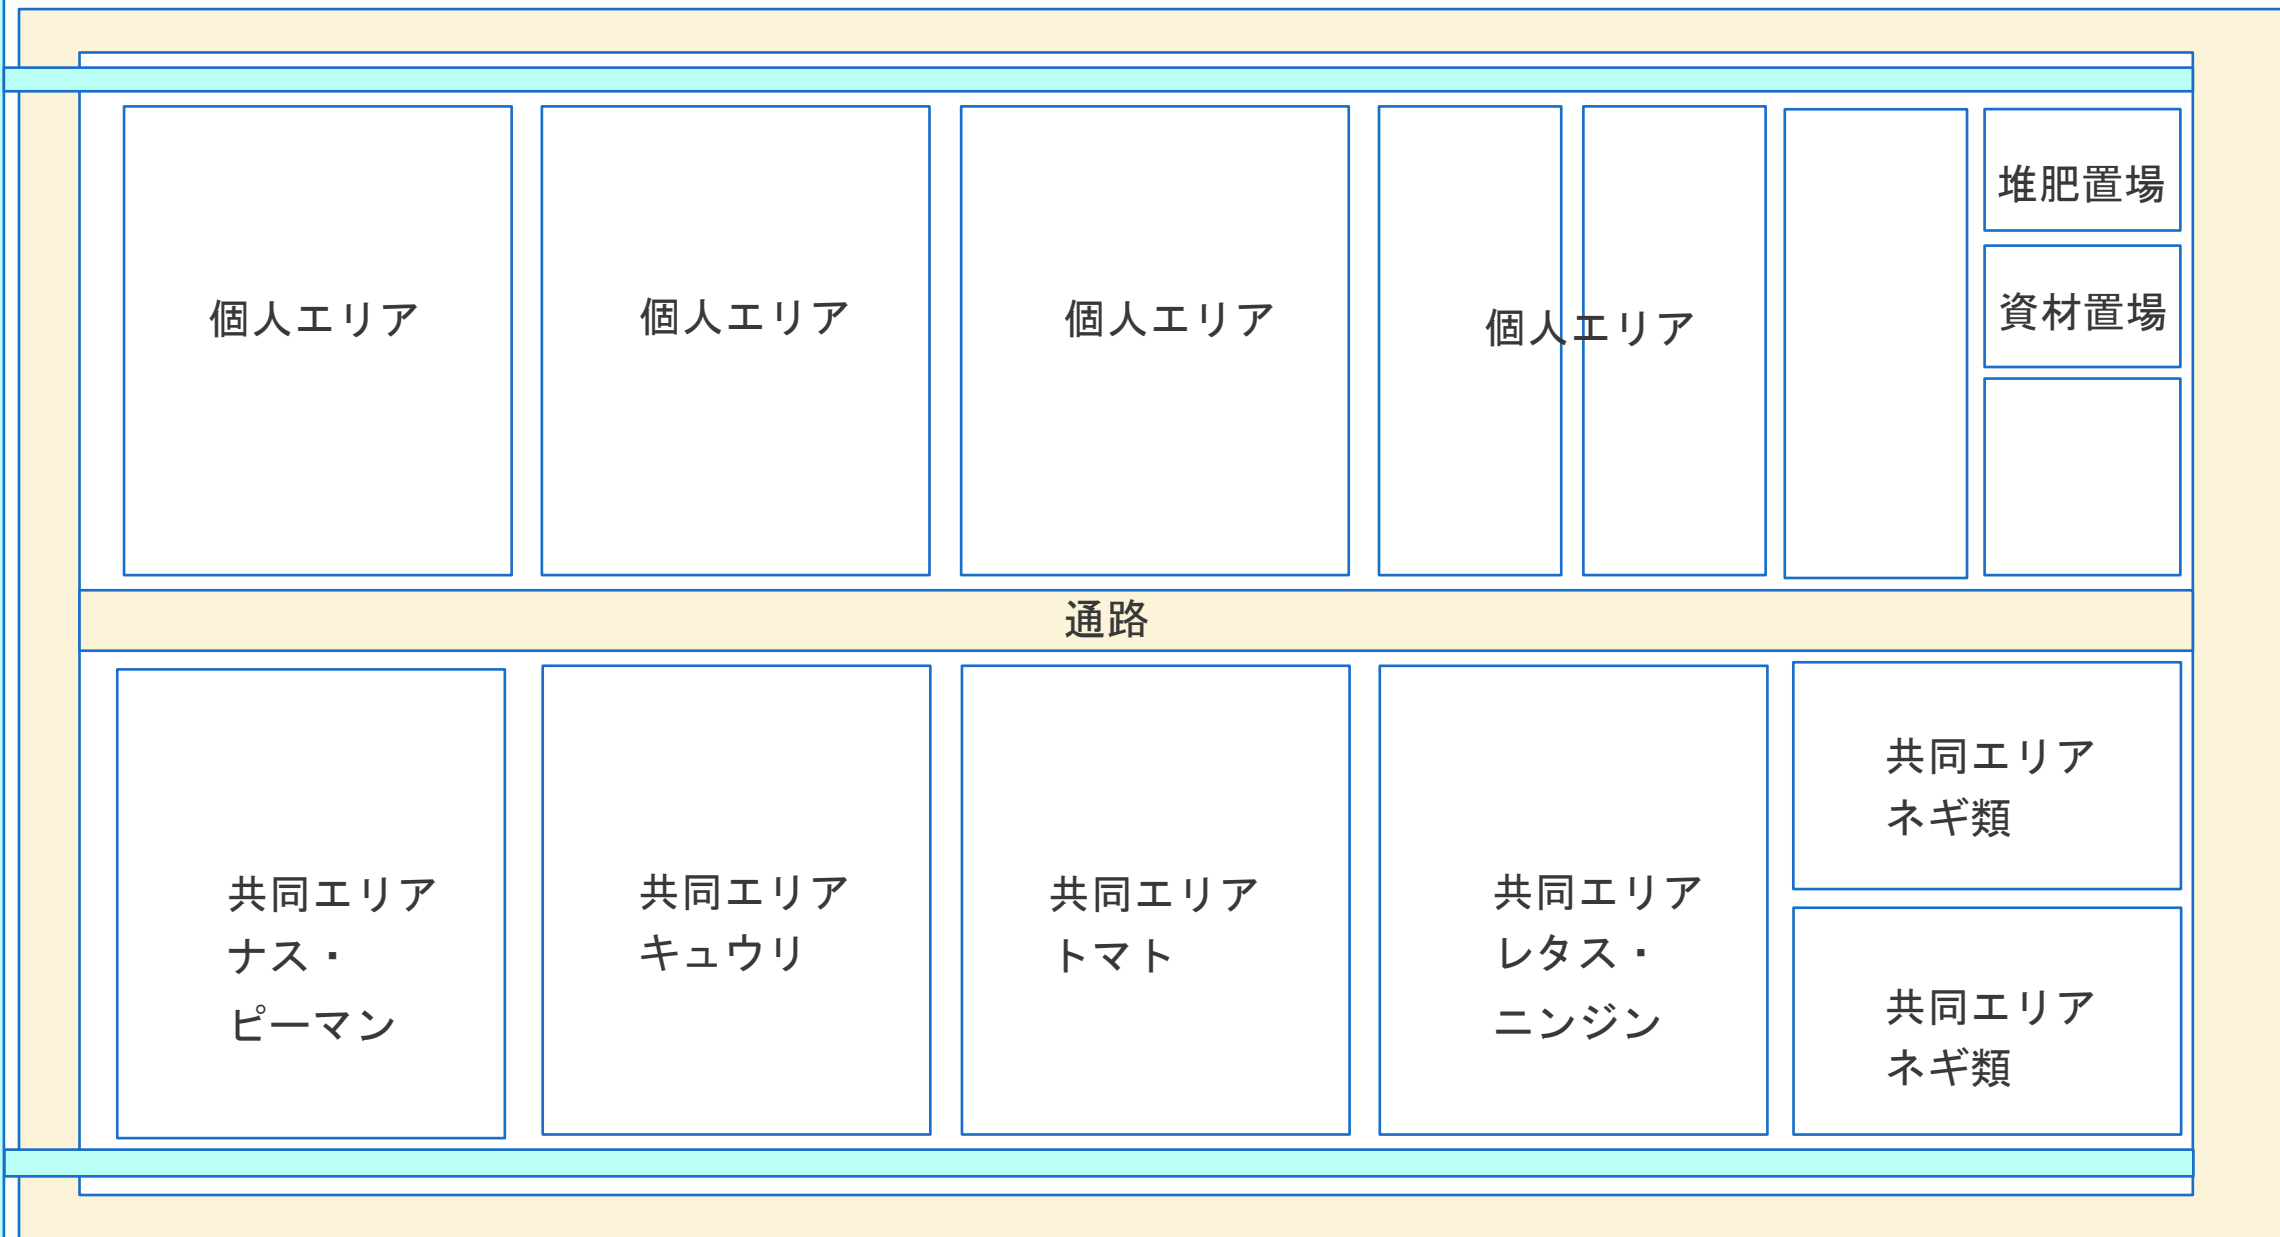 個人エリア
個人エリア
個人エリア
個人エリア
堆肥置場
資材置場
通路
共同エリア
ナス・
ピーマン
共同エリア
キュウリ
共同エリア
トマト
共同エリア
レタス・
ニンジン
共同エリア
ネギ類
共同エリア
ネギ類